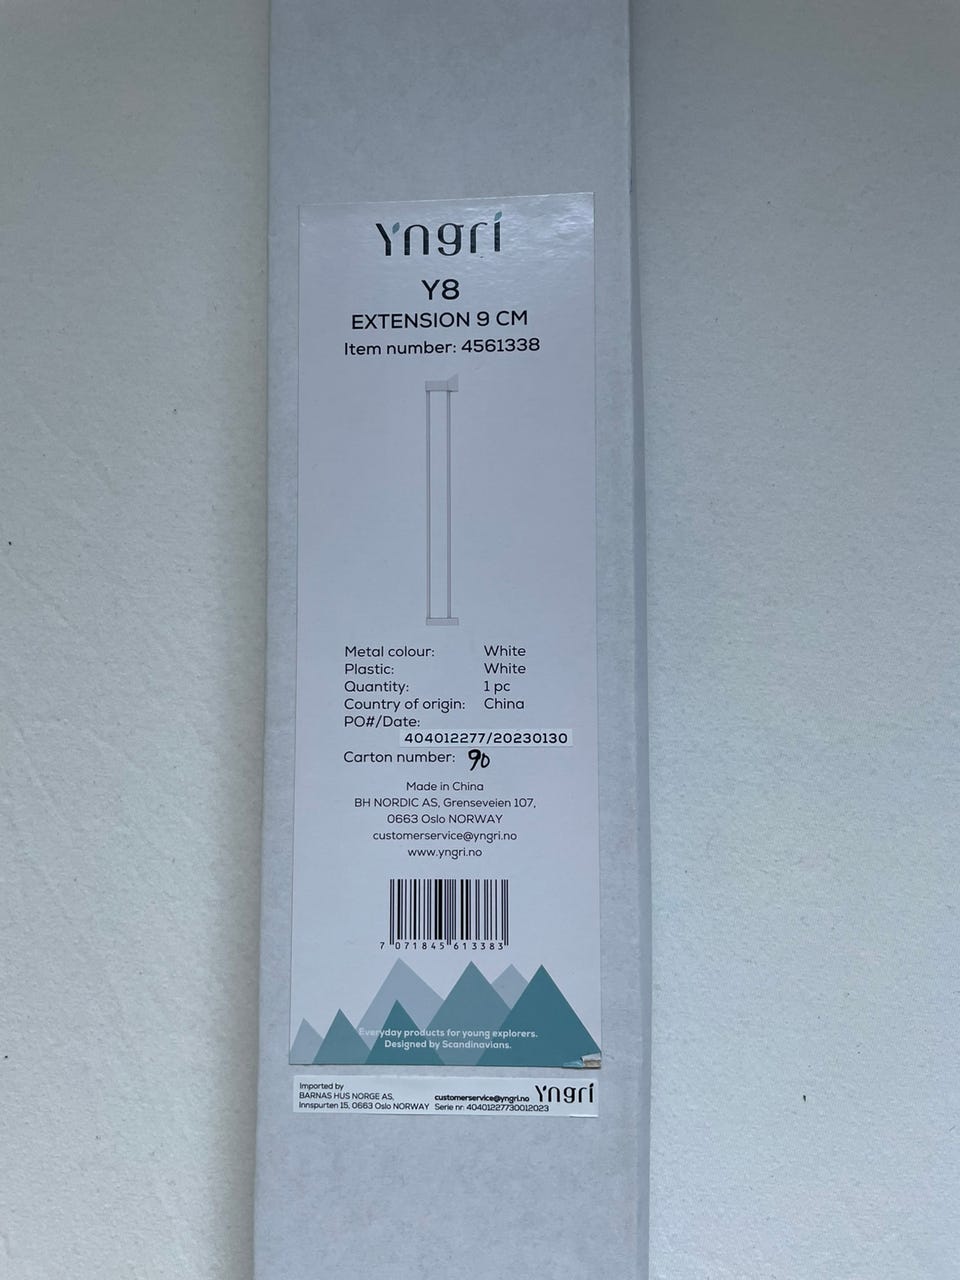 Yngri
Y8
EXTENSION 9 CM
Item number: 4561338
Metal colour: White
Plastic: White
Quantity: 1 pc
Country of origin: China
PO#/Date:
404012277/20230130
Carton number: 90
Made in China
BH NORDIC AS, Grenseveien 107,
0663 Oslo NORWAY
customerservice@yngri.no
www.yngri.no
7 071845 613383
Everyday products for young explorers.
Designed by Scandinavians.
Imported by
BARNAS HUS NORGE AS, customerservice@yngri.no Yngri
Innspurten 15, 0663 Oslo NORWAY Serie nr: 40401227730012023